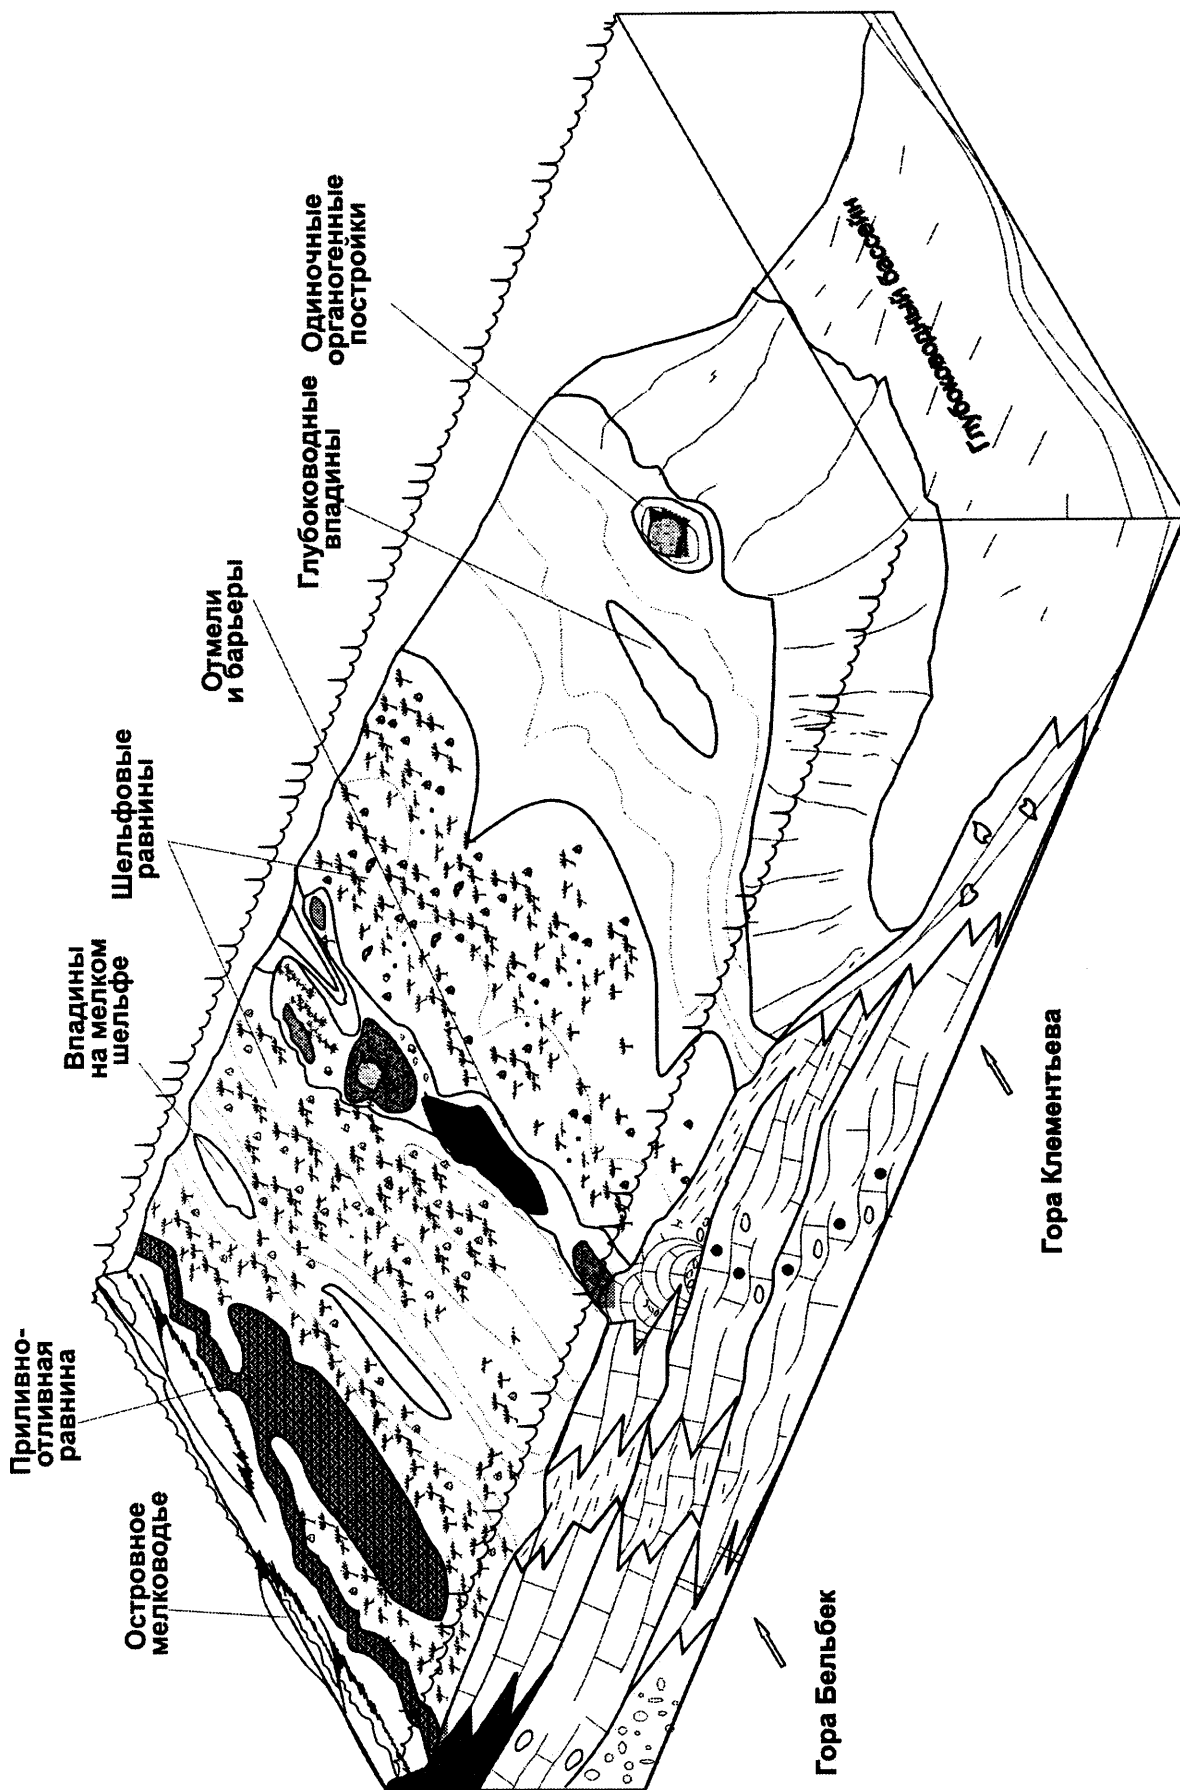 Островное
мелководье
Приливно-
отливная
равнина
Впадины
на мелком
шельфе
Шельфовые
равнины
Отмели
и барьеры
Глубоководные
впадины
Одиночные
органогенные
постройки
Глубоководный бассейн
Гора Бельбек
Гора Клементьева